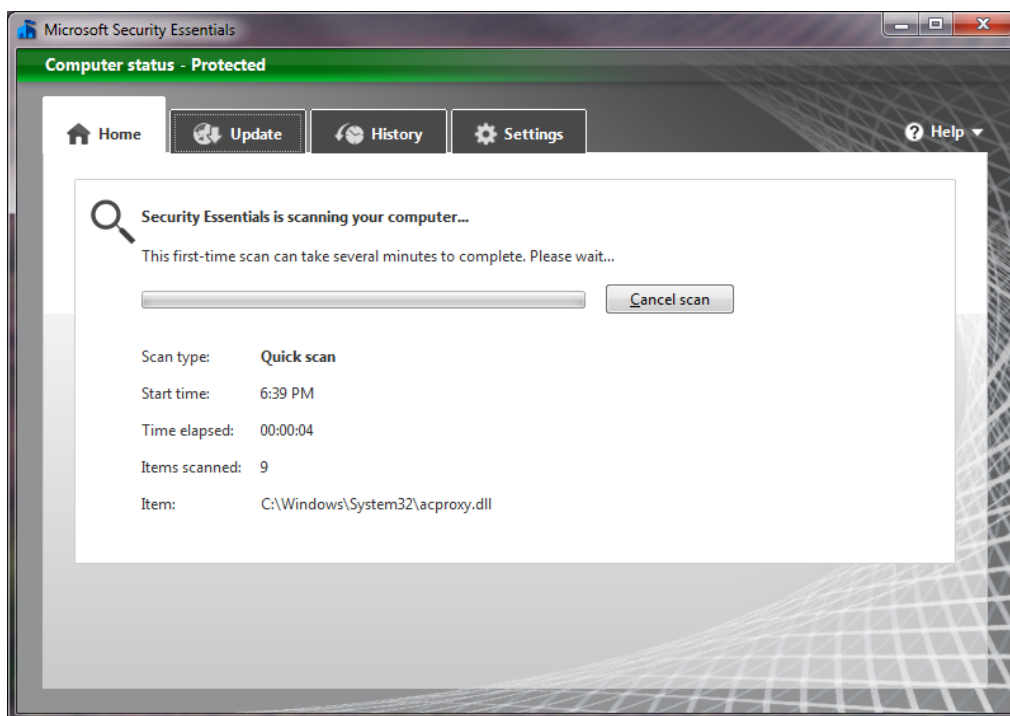 Microsoft Security Essentials
Computer status - Protected
Home Update History Settings Help
Security Essentials is scanning your computer...
This first-time scan can take several minutes to complete. Please wait...
Cancel scan
Scan type: Quick scan
Start time: 6:39 PM
Time elapsed: 00:00:04
Items scanned: 9
Item: C:\Windows\System32\acproxy.dll